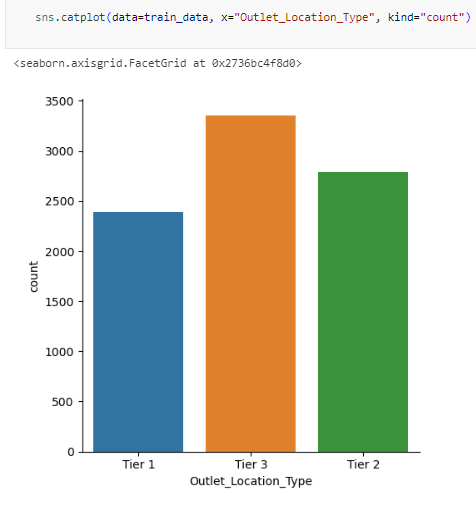 sns.catplot(data=train_data, x="Outlet_Location_Type", kind="count")
<seaborn.axisgrid.FacetGrid at 0x2736bc4f8d0>
3500
3000
2500
2000
1500
1000
500
0
count
Tier 1 Tier 3 Tier 2
Outlet_Location_Type